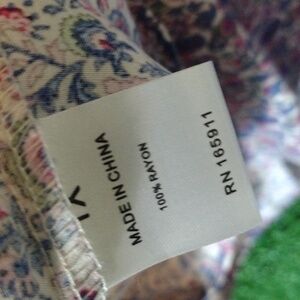 MADE IN CHINA
100% RAYON
RN 165911